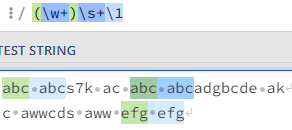 / (\w+)\s+\1
TEST STRING
abc abcs7k ac abc abcadgbcde ak
c awwcds aww efg efg